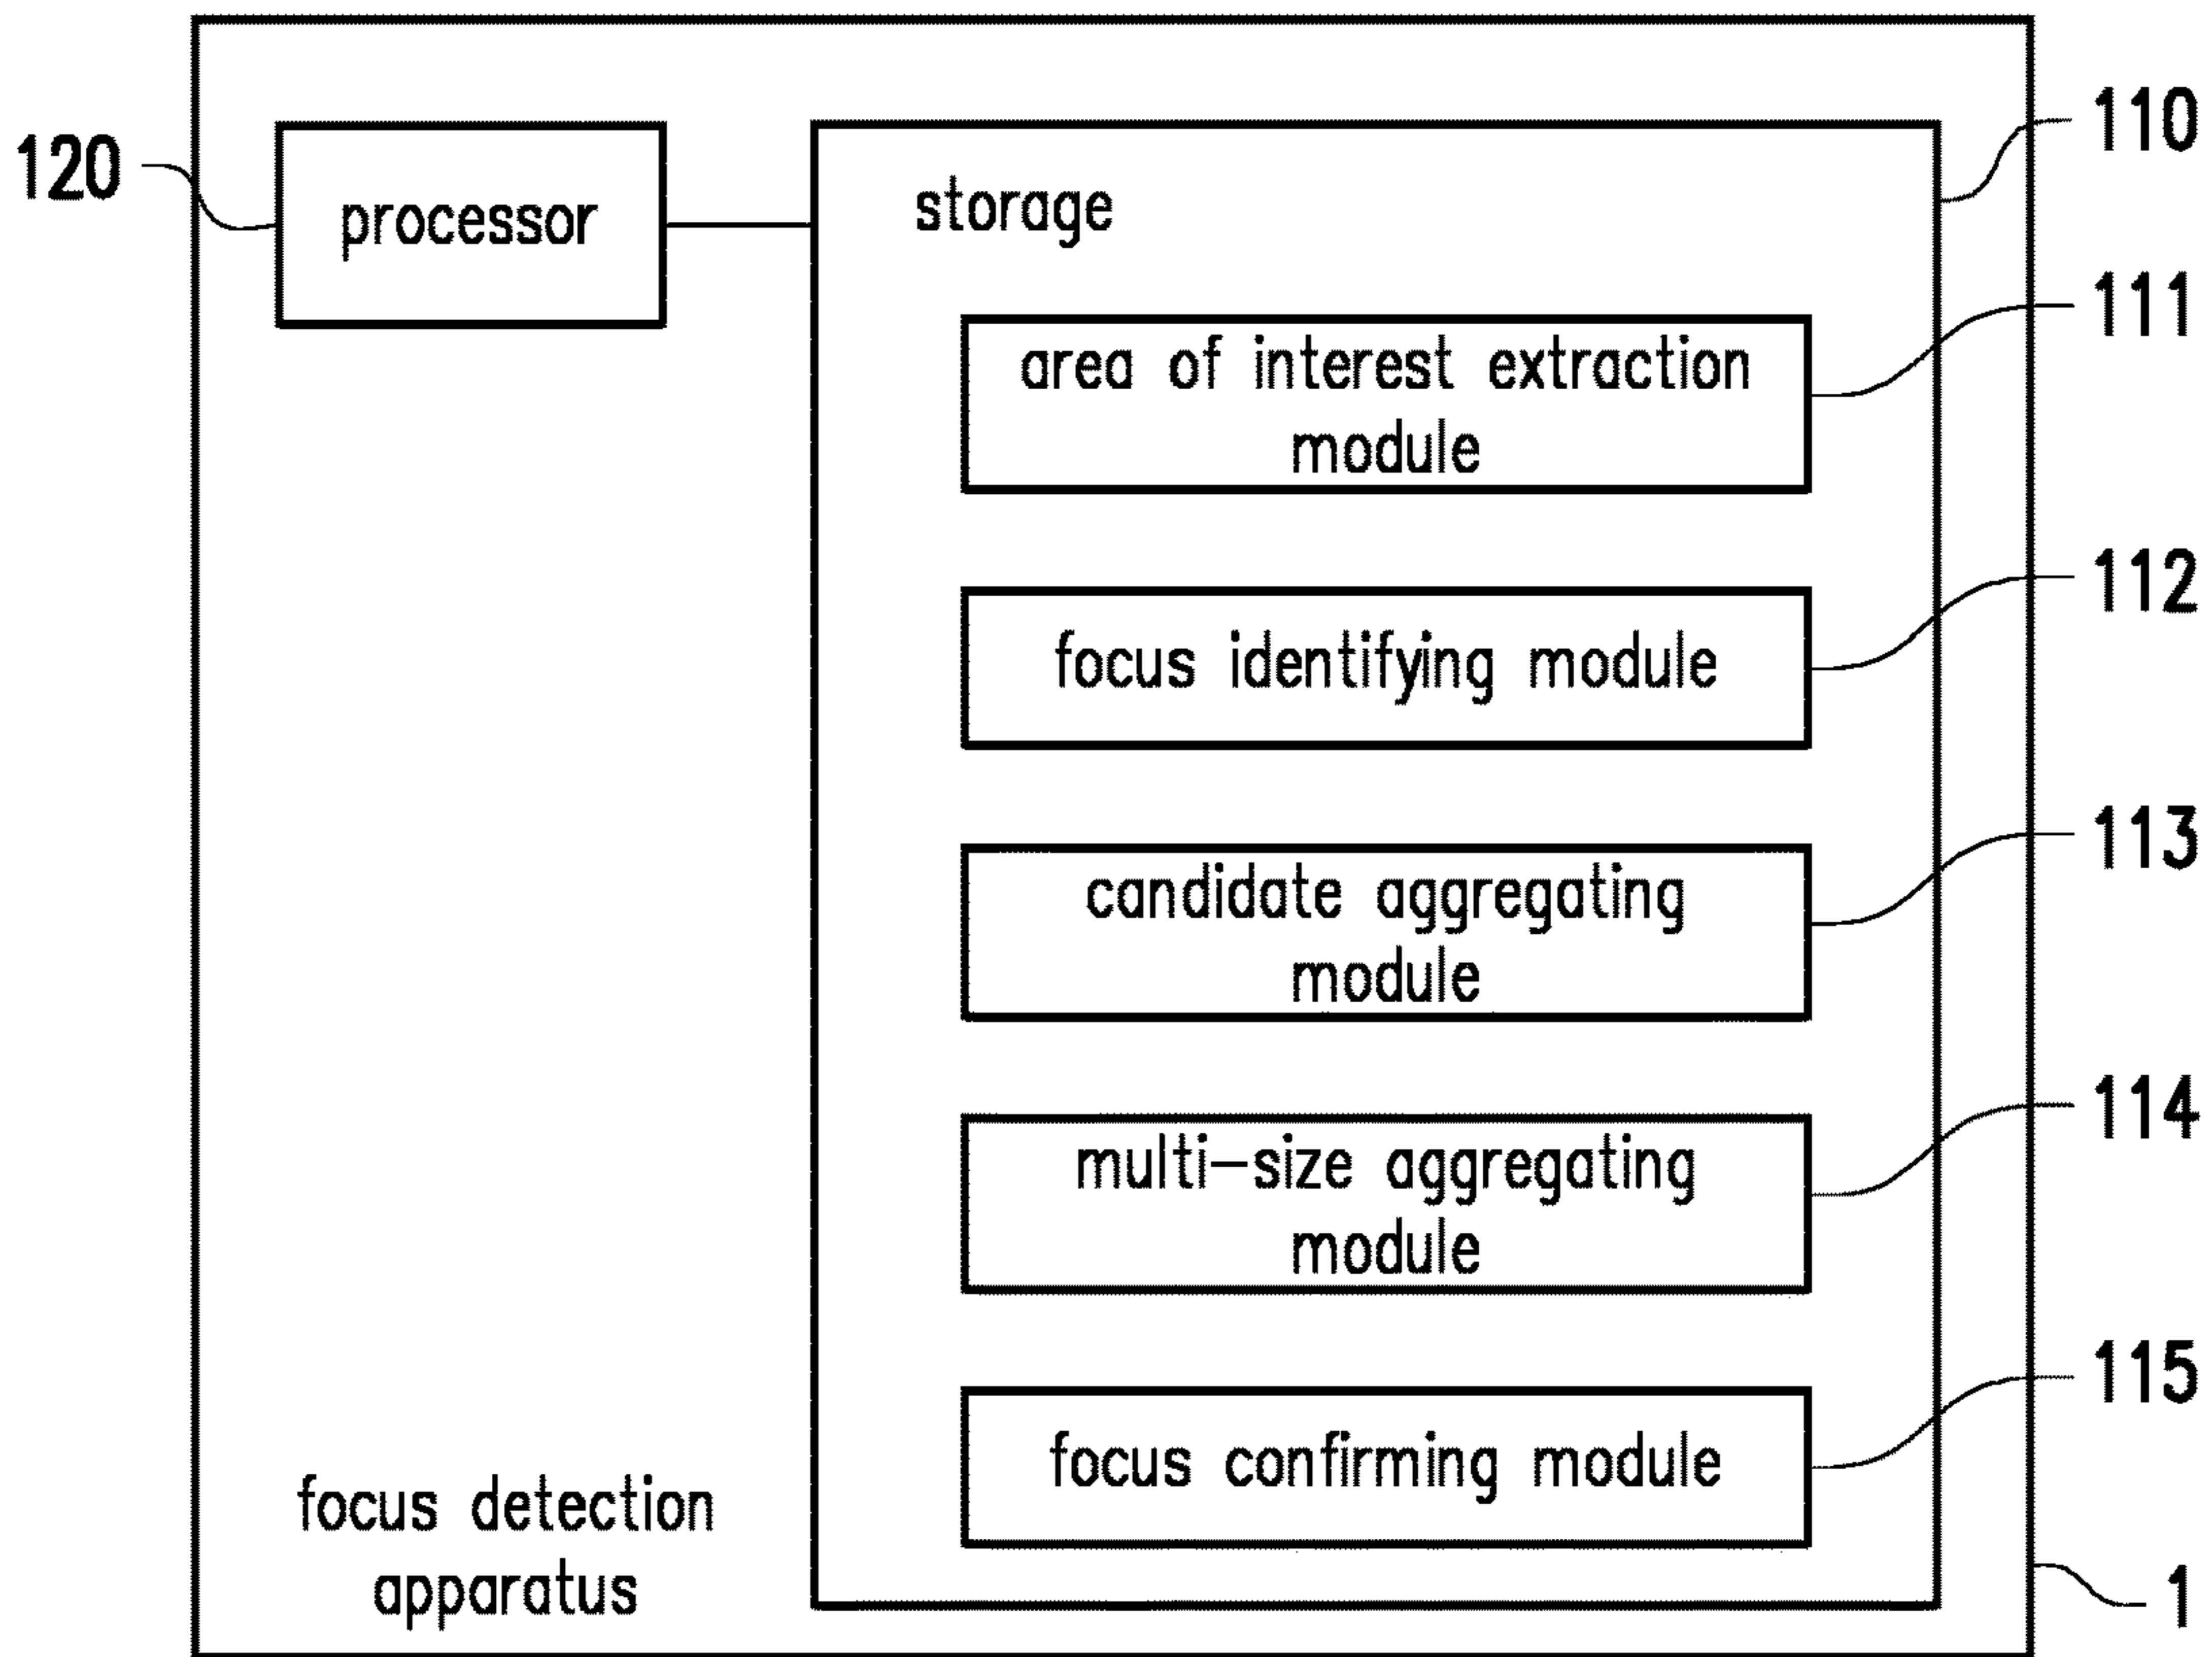 110
120
processor
storage
111
area of interest extraction
module
112
focus identifying module
113
candidate aggregating
module
114
multi-size aggregating
module
115
focus confirming module
focus detection
apparatus
1